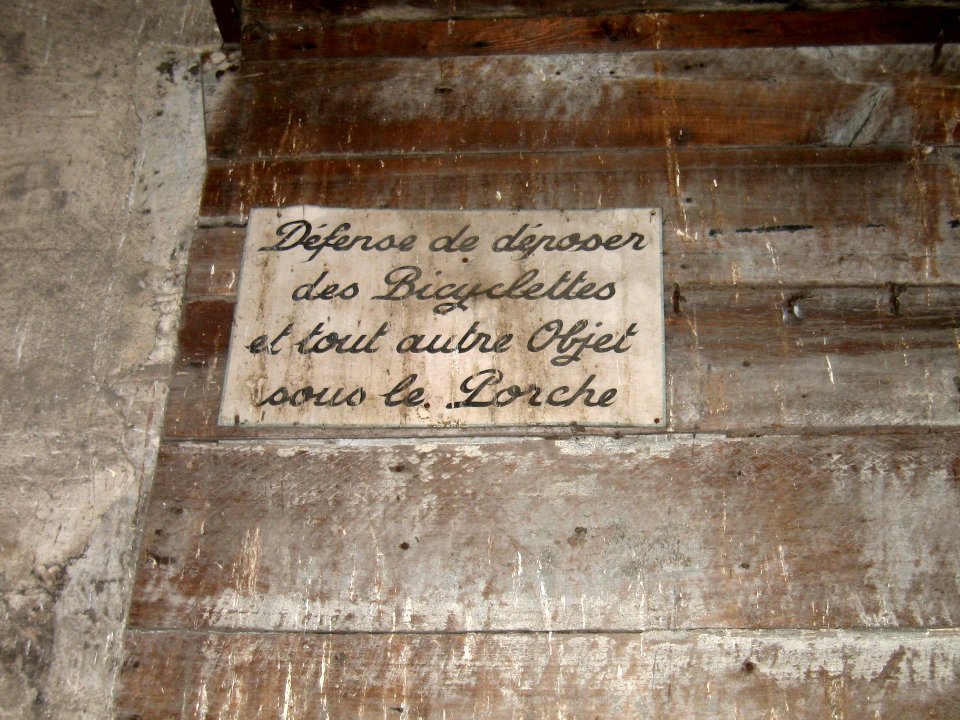 Défense de déposer
des Bicyclettes
et tout autre Objet
sous le Porche